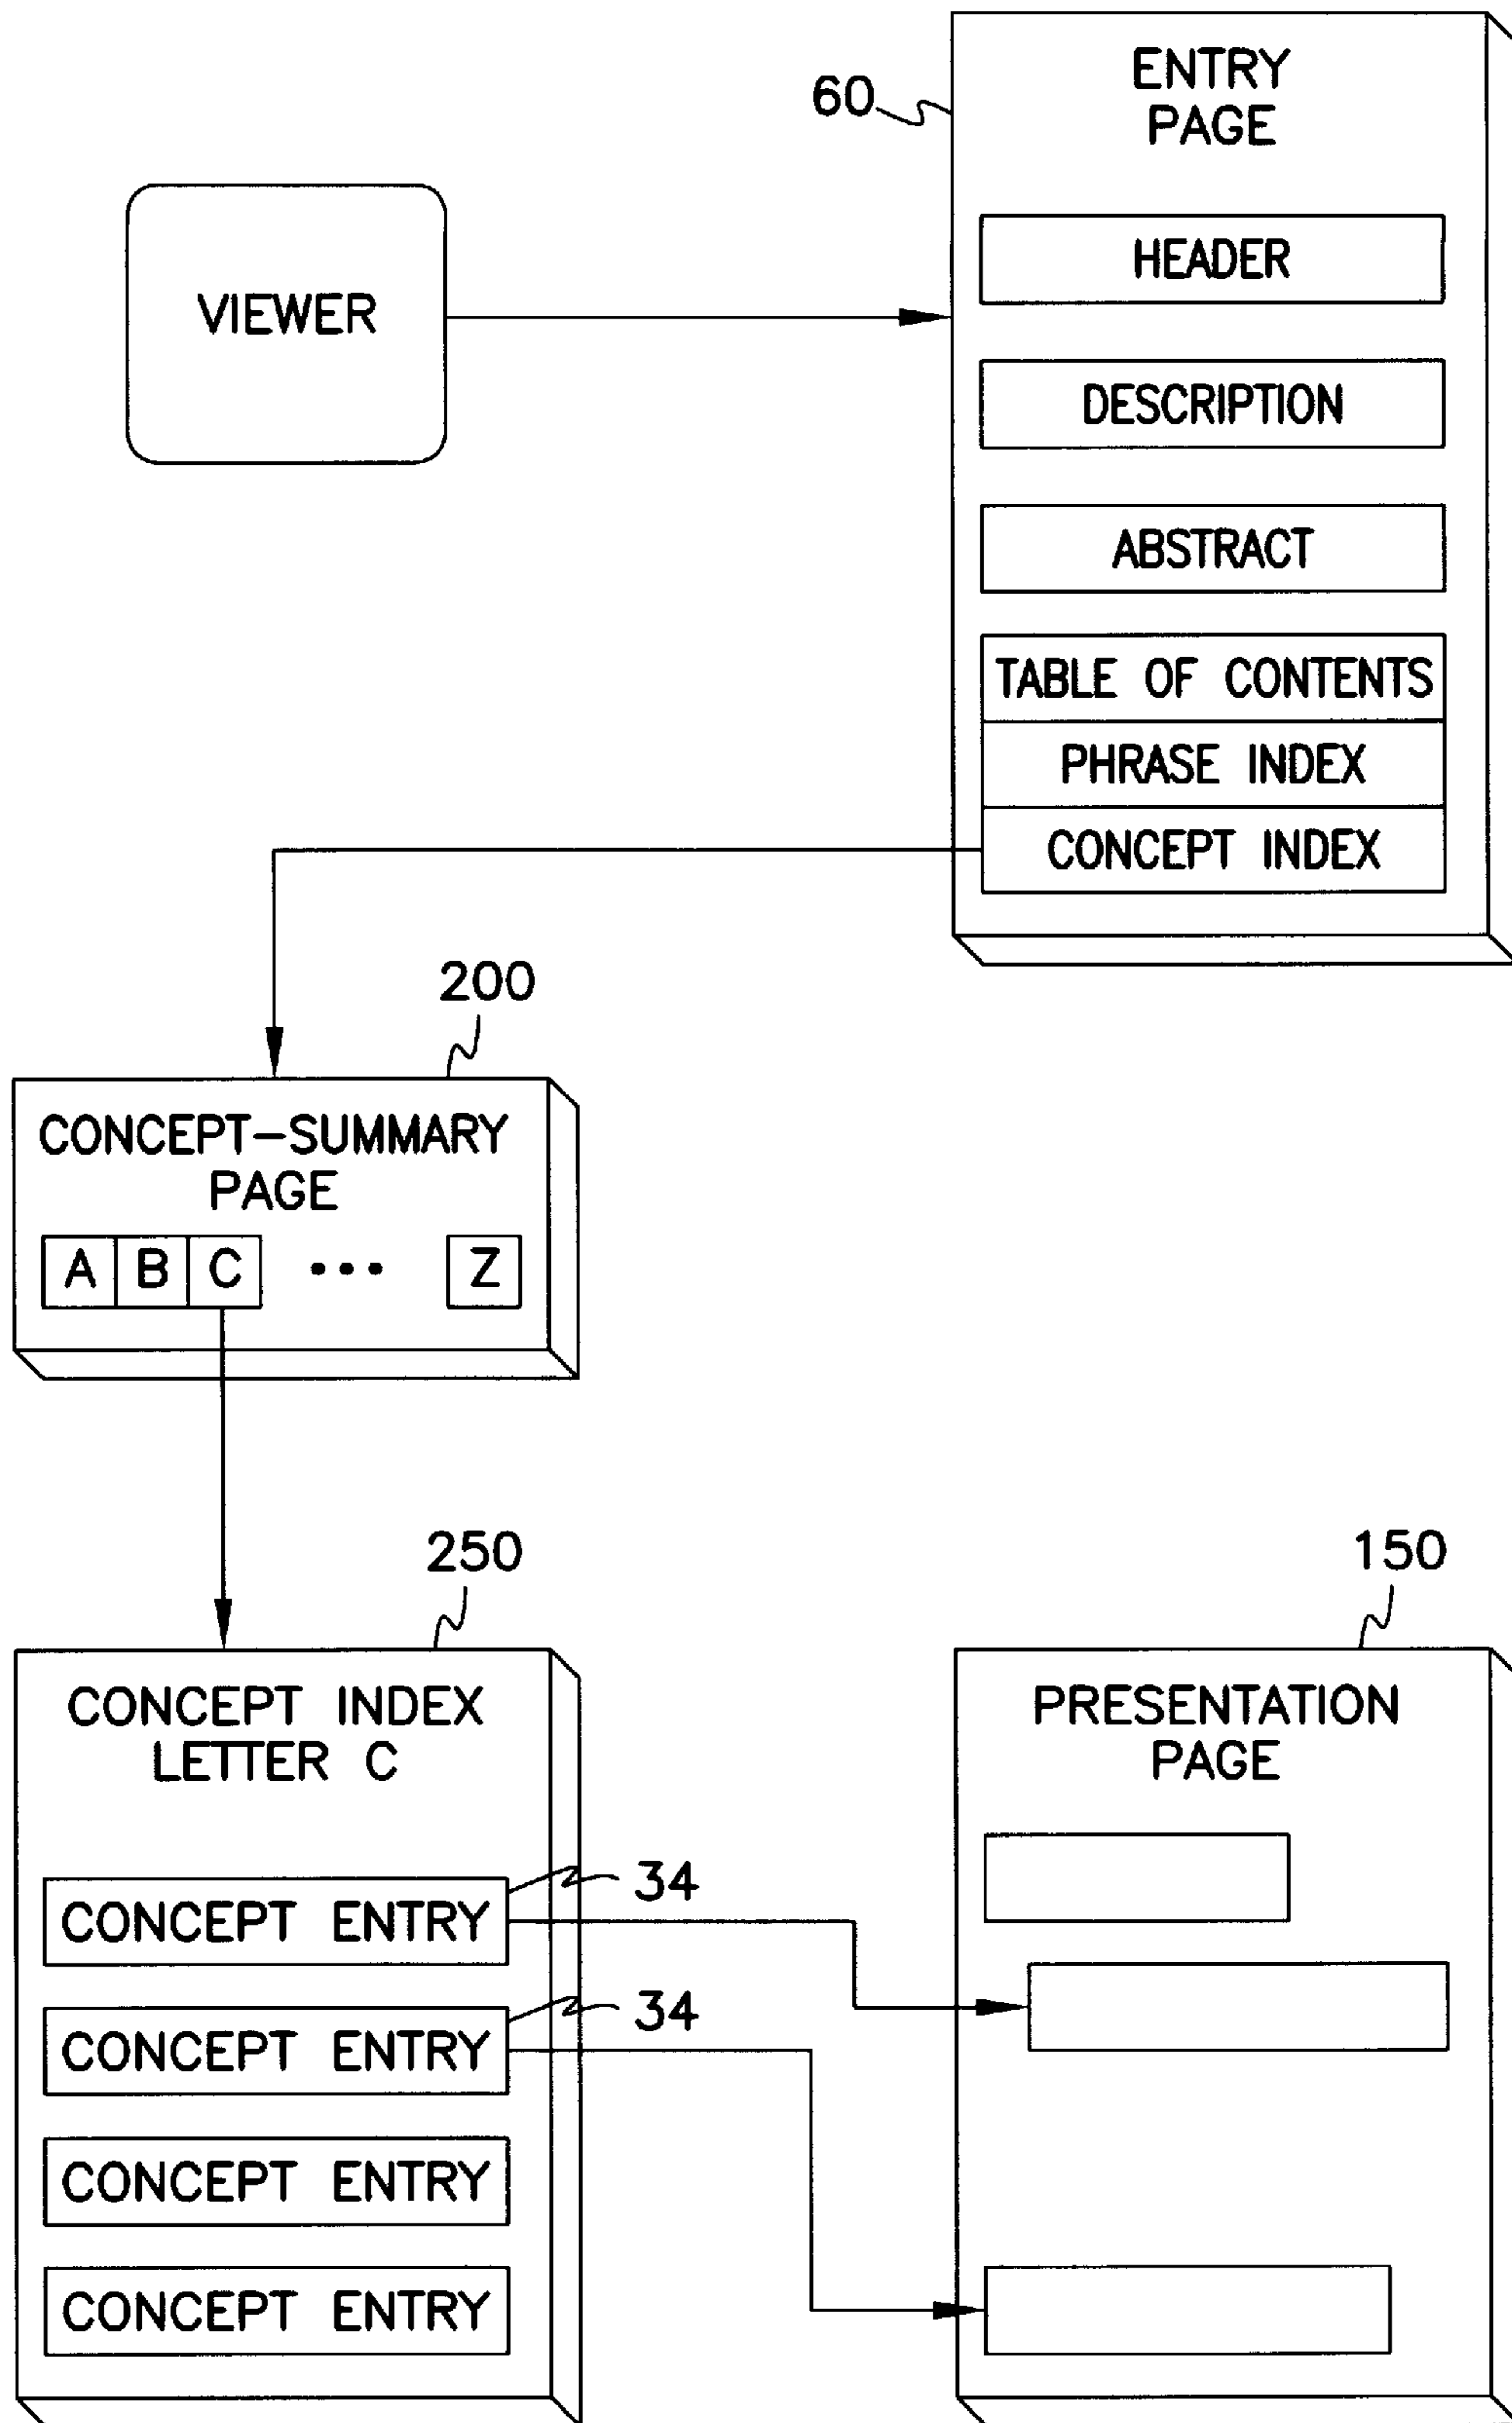 ENTRY
PAGE
60
HEADER
VIEWER
DESCRIPTION
ABSTRACT
TABLE OF CONTENTS
PHRASE INDEX
CONCEPT INDEX
200
CONCEPT-SUMMARY
PAGE
A B C ••• Z
250
CONCEPT INDEX
LETTER C
CONCEPT ENTRY
34
CONCEPT ENTRY
34
CONCEPT ENTRY
CONCEPT ENTRY
150
PRESENTATION
PAGE